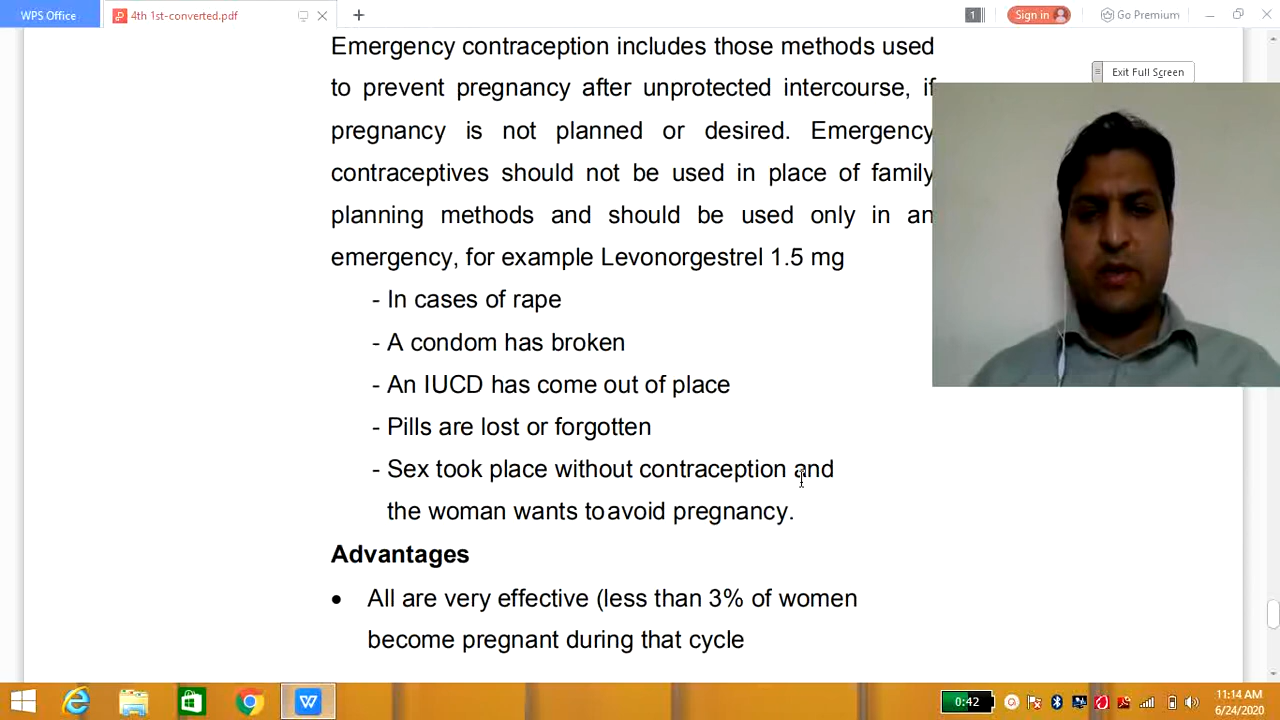 WPS Office
4th 1st-converted.pdf
1
Sign in
Go Premium
Exit Full Screen
Emergency contraception includes those methods used
to prevent pregnancy after unprotected intercourse, if
pregnancy is not planned or desired. Emergency
contraceptives should not be used in place of family
planning methods and should be used only in an
emergency, for example Levonorgestrel 1.5 mg
- In cases of rape
- A condom has broken
- An IUCD has come out of place
- Pills are lost or forgotten
- Sex took place without contraception and
the woman wants to avoid pregnancy.
Advantages
• All are very effective (less than 3% of women
become pregnant during that cycle
0:42
11:14 AM
6/24/2020